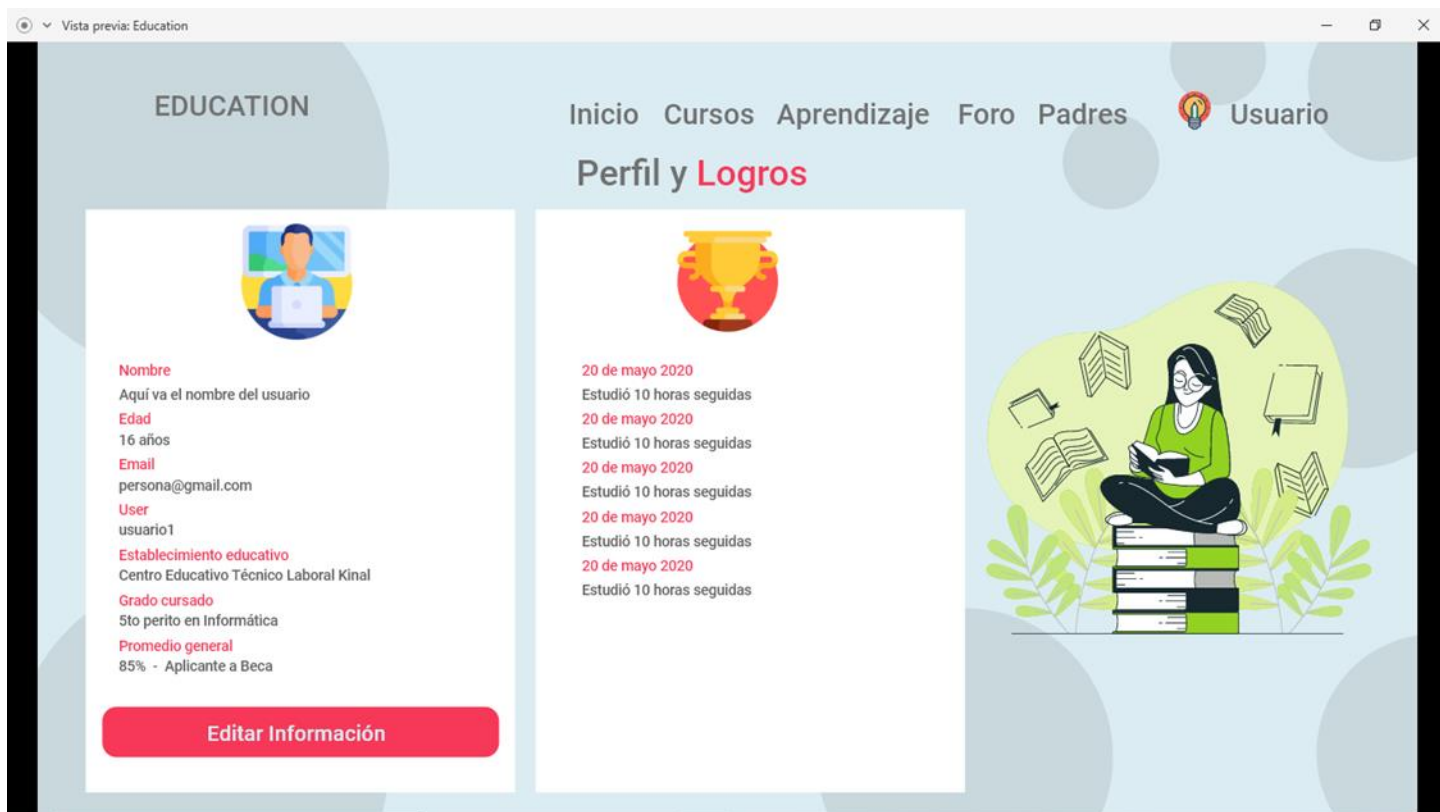 Vista previa: Education
EDUCATION
Inicio Cursos Aprendizaje Foro Padres Usuario
Perfil y Logros
Nombre
Aquí va el nombre del usuario
Edad
16 años
Email
persona@gmail.com
User
usuario1
Establecimiento educativo
Centro Educativo Técnico Laboral Kinal
Grado cursado
5to perito en Informática
Promedio general
85% - Aplicante a Beca
Editar Información
20 de mayo 2020
Estudió 10 horas seguidas
20 de mayo 2020
Estudió 10 horas seguidas
20 de mayo 2020
Estudió 10 horas seguidas
20 de mayo 2020
Estudió 10 horas seguidas
20 de mayo 2020
Estudió 10 horas seguidas